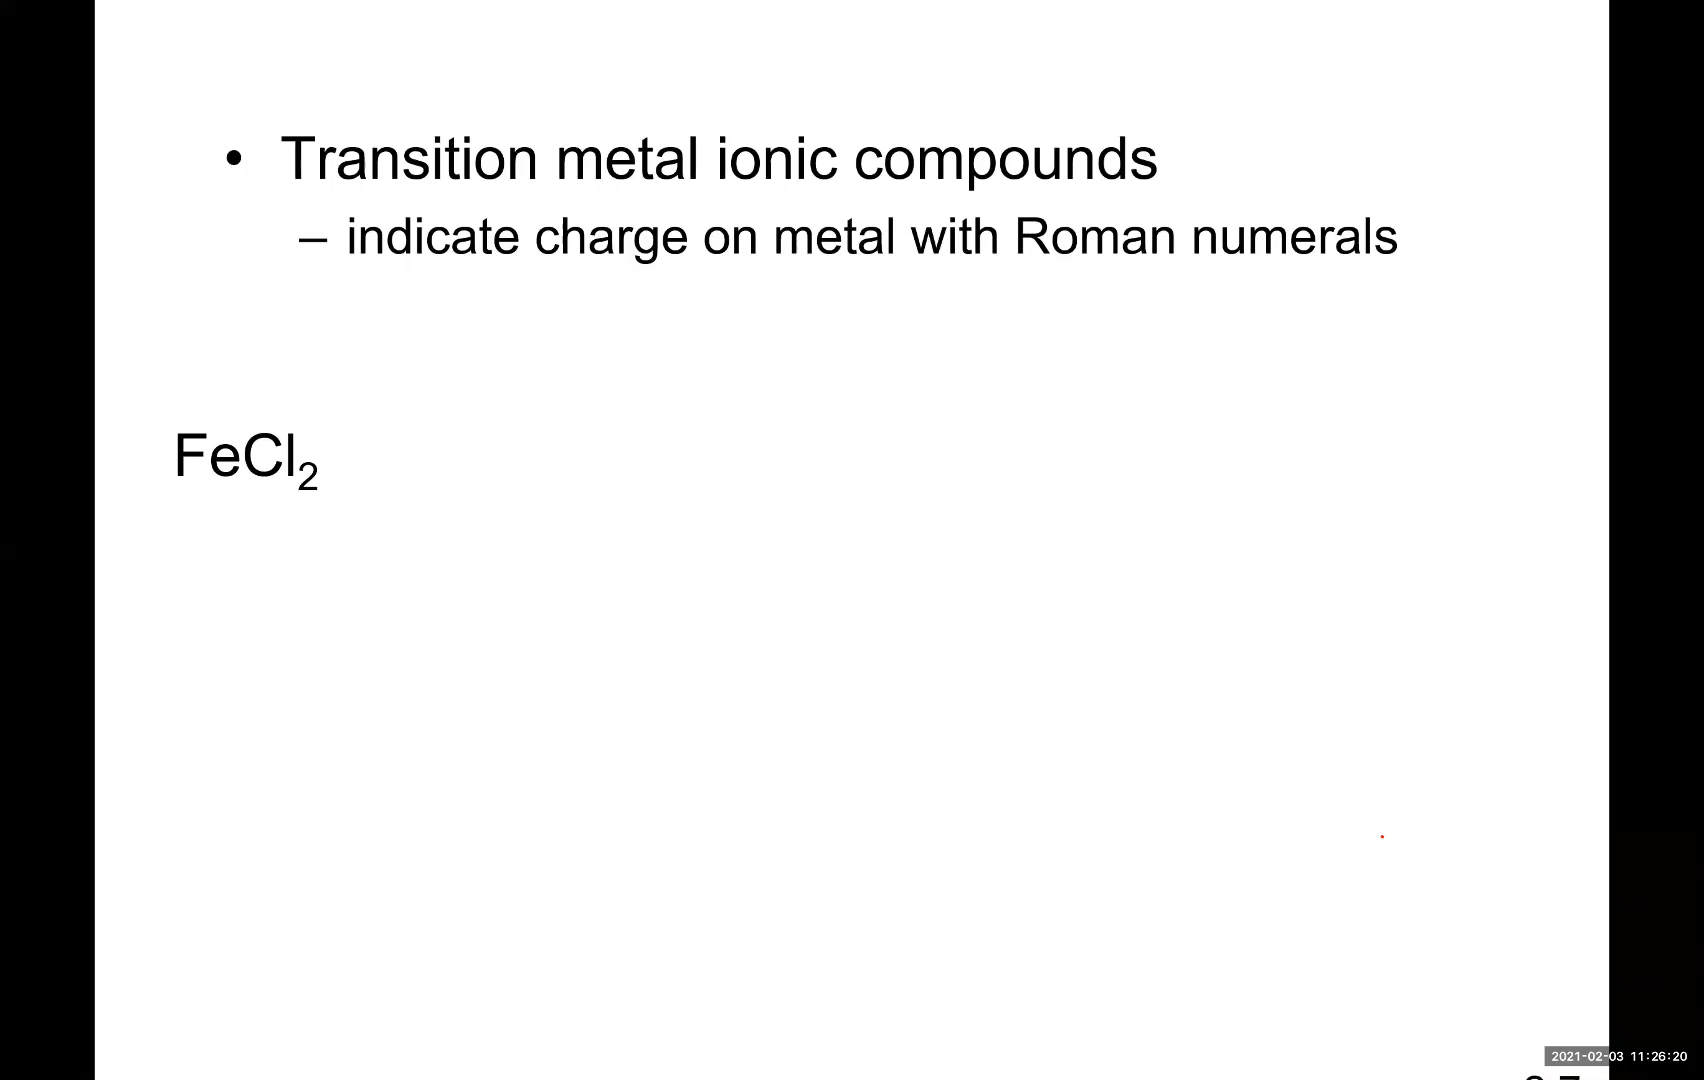 • Transition metal ionic compounds
– indicate charge on metal with Roman numerals
FeCl₂
2021-02-03 11:26:20